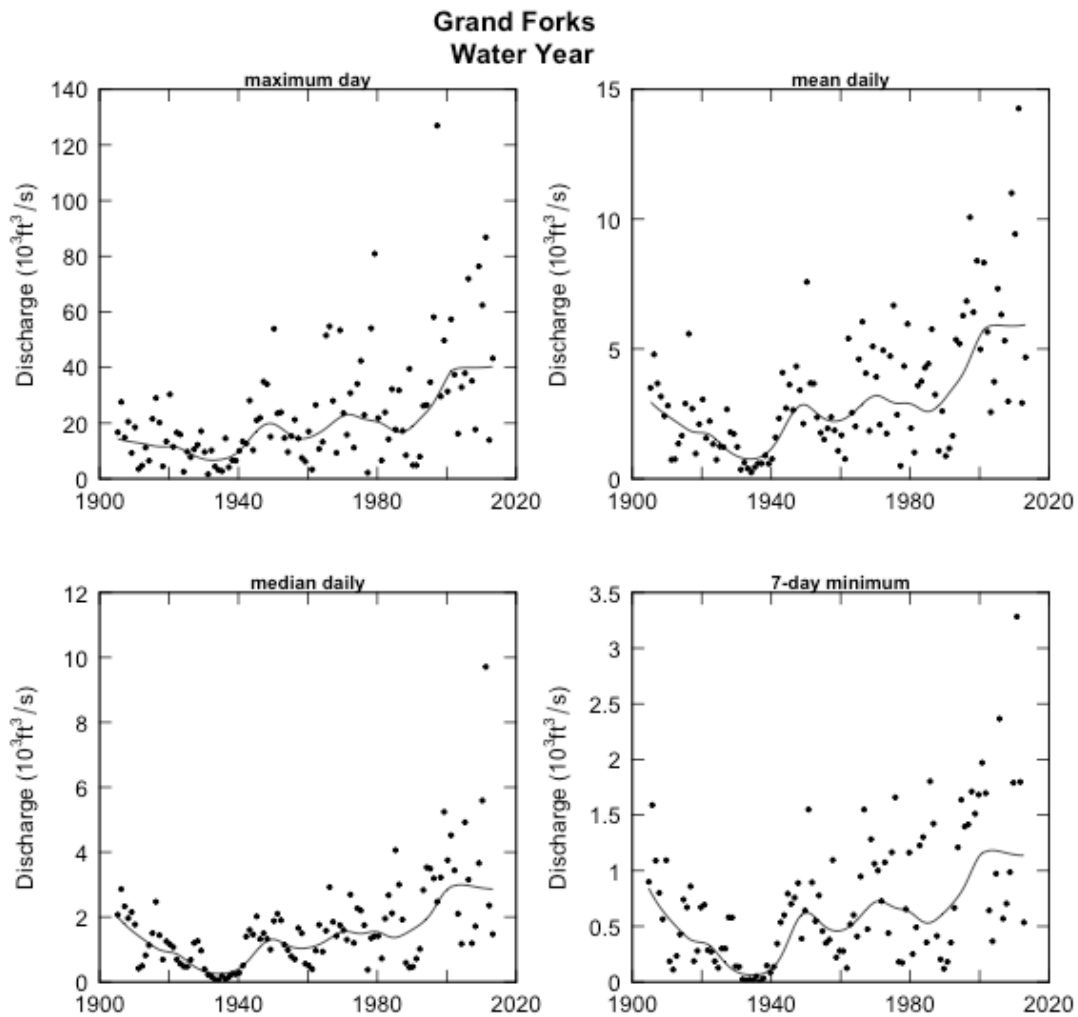 Grand Forks
Water Year
maximum day
140
120
100
80
60
40
20
0
Discharge (10³ft³/s)
1900 1940 1980 2020
mean daily
15
10
5
0
Discharge (10³ft³/s)
1900 1940 1980 2020
median daily
12
10
8
6
4
2
0
Discharge (10³ft³/s)
1900 1940 1980 2020
7-day minimum
3.5
3
2.5
2
1.5
1
0.5
0
Discharge (10³ft³/s)
1900 1940 1980 2020